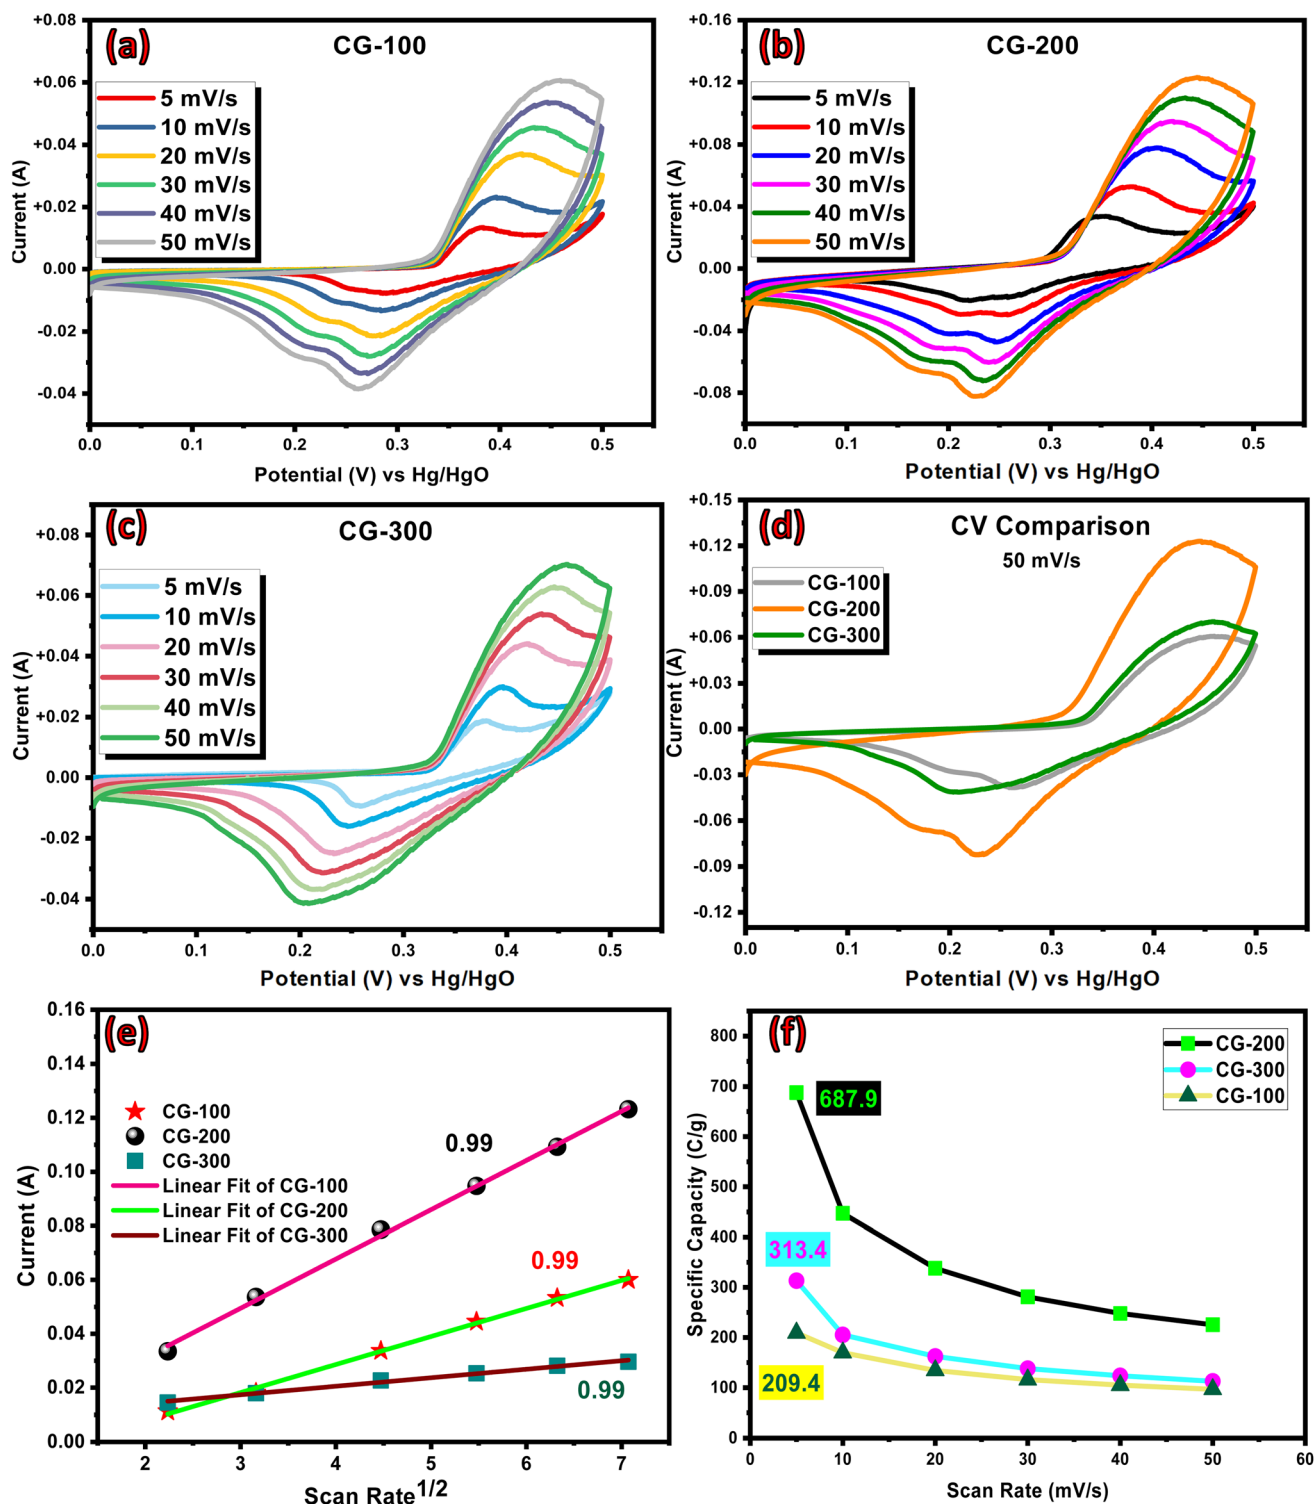 (a)
CG-100
+0.08
+0.06
+0.04
+0.02
0.00
-0.02
-0.04
Current (A)
5 mV/s
10 mV/s
20 mV/s
30 mV/s
40 mV/s
50 mV/s
0.0 0.1 0.2 0.3 0.4 0.5
Potential (V) vs Hg/HgO
(b)
CG-200
+0.16
+0.12
+0.08
+0.04
0.00
-0.04
-0.08
Current (A)
5 mV/s
10 mV/s
20 mV/s
30 mV/s
40 mV/s
50 mV/s
0.0 0.1 0.2 0.3 0.4 0.5
Potential (V) vs Hg/HgO
(c)
CG-300
+0.08
+0.06
+0.04
+0.02
0.00
-0.02
-0.04
Current (A)
5 mV/s
10 mV/s
20 mV/s
30 mV/s
40 mV/s
50 mV/s
0.0 0.1 0.2 0.3 0.4 0.5
Potential (V) vs Hg/HgO
(d)
CV Comparison
50 mV/s
+0.15
+0.12
+0.09
+0.06
+0.03
0.00
-0.03
-0.06
-0.09
-0.12
Current (A)
CG-100
CG-200
CG-300
0.0 0.1 0.2 0.3 0.4 0.5
Potential (V) vs Hg/HgO
(e)
0.16
0.14
0.12
0.10
0.08
0.06
0.04
0.02
0.00
Current (A)
CG-100
CG-200
CG-300
Linear Fit of CG-100
Linear Fit of CG-200
Linear Fit of CG-300
0.99
0.99
0.99
2 3 4 5 6 7
Scan Rate1/2
(f)
800
700
600
500
400
300
200
100
0
Specific Capacity (C/g)
CG-200
CG-300
CG-100
687.9
313.4
209.4
0 10 20 30 40 50 60
Scan Rate (mV/s)